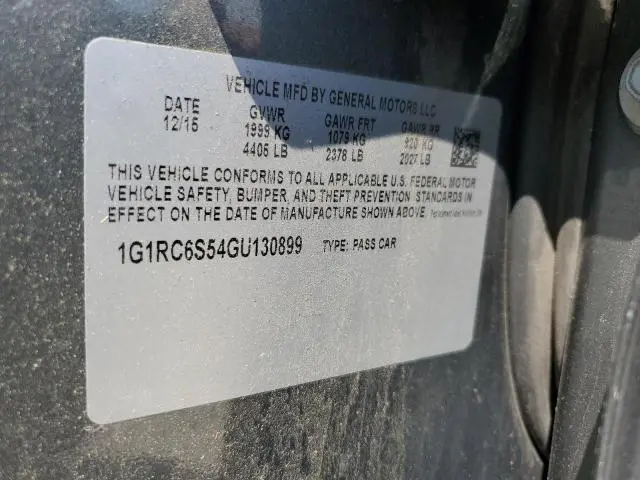 VEHICLE MFD BY GENERAL MOTORS LLC
DATE GVWR GAWR FRT GAWR RR
12/15 1999 KG 1079 KG 920 KG
4405 LB 2378 LB 2027 LB
THIS VEHICLE CONFORMS TO ALL APPLICABLE U.S. FEDERAL MOTOR
VEHICLE SAFETY, BUMPER, AND THEFT PREVENTION STANDARDS IN
EFFECT ON THE DATE OF MANUFACTURE SHOWN ABOVE.
1G1RC6S54GU130899 TYPE: PASS CAR